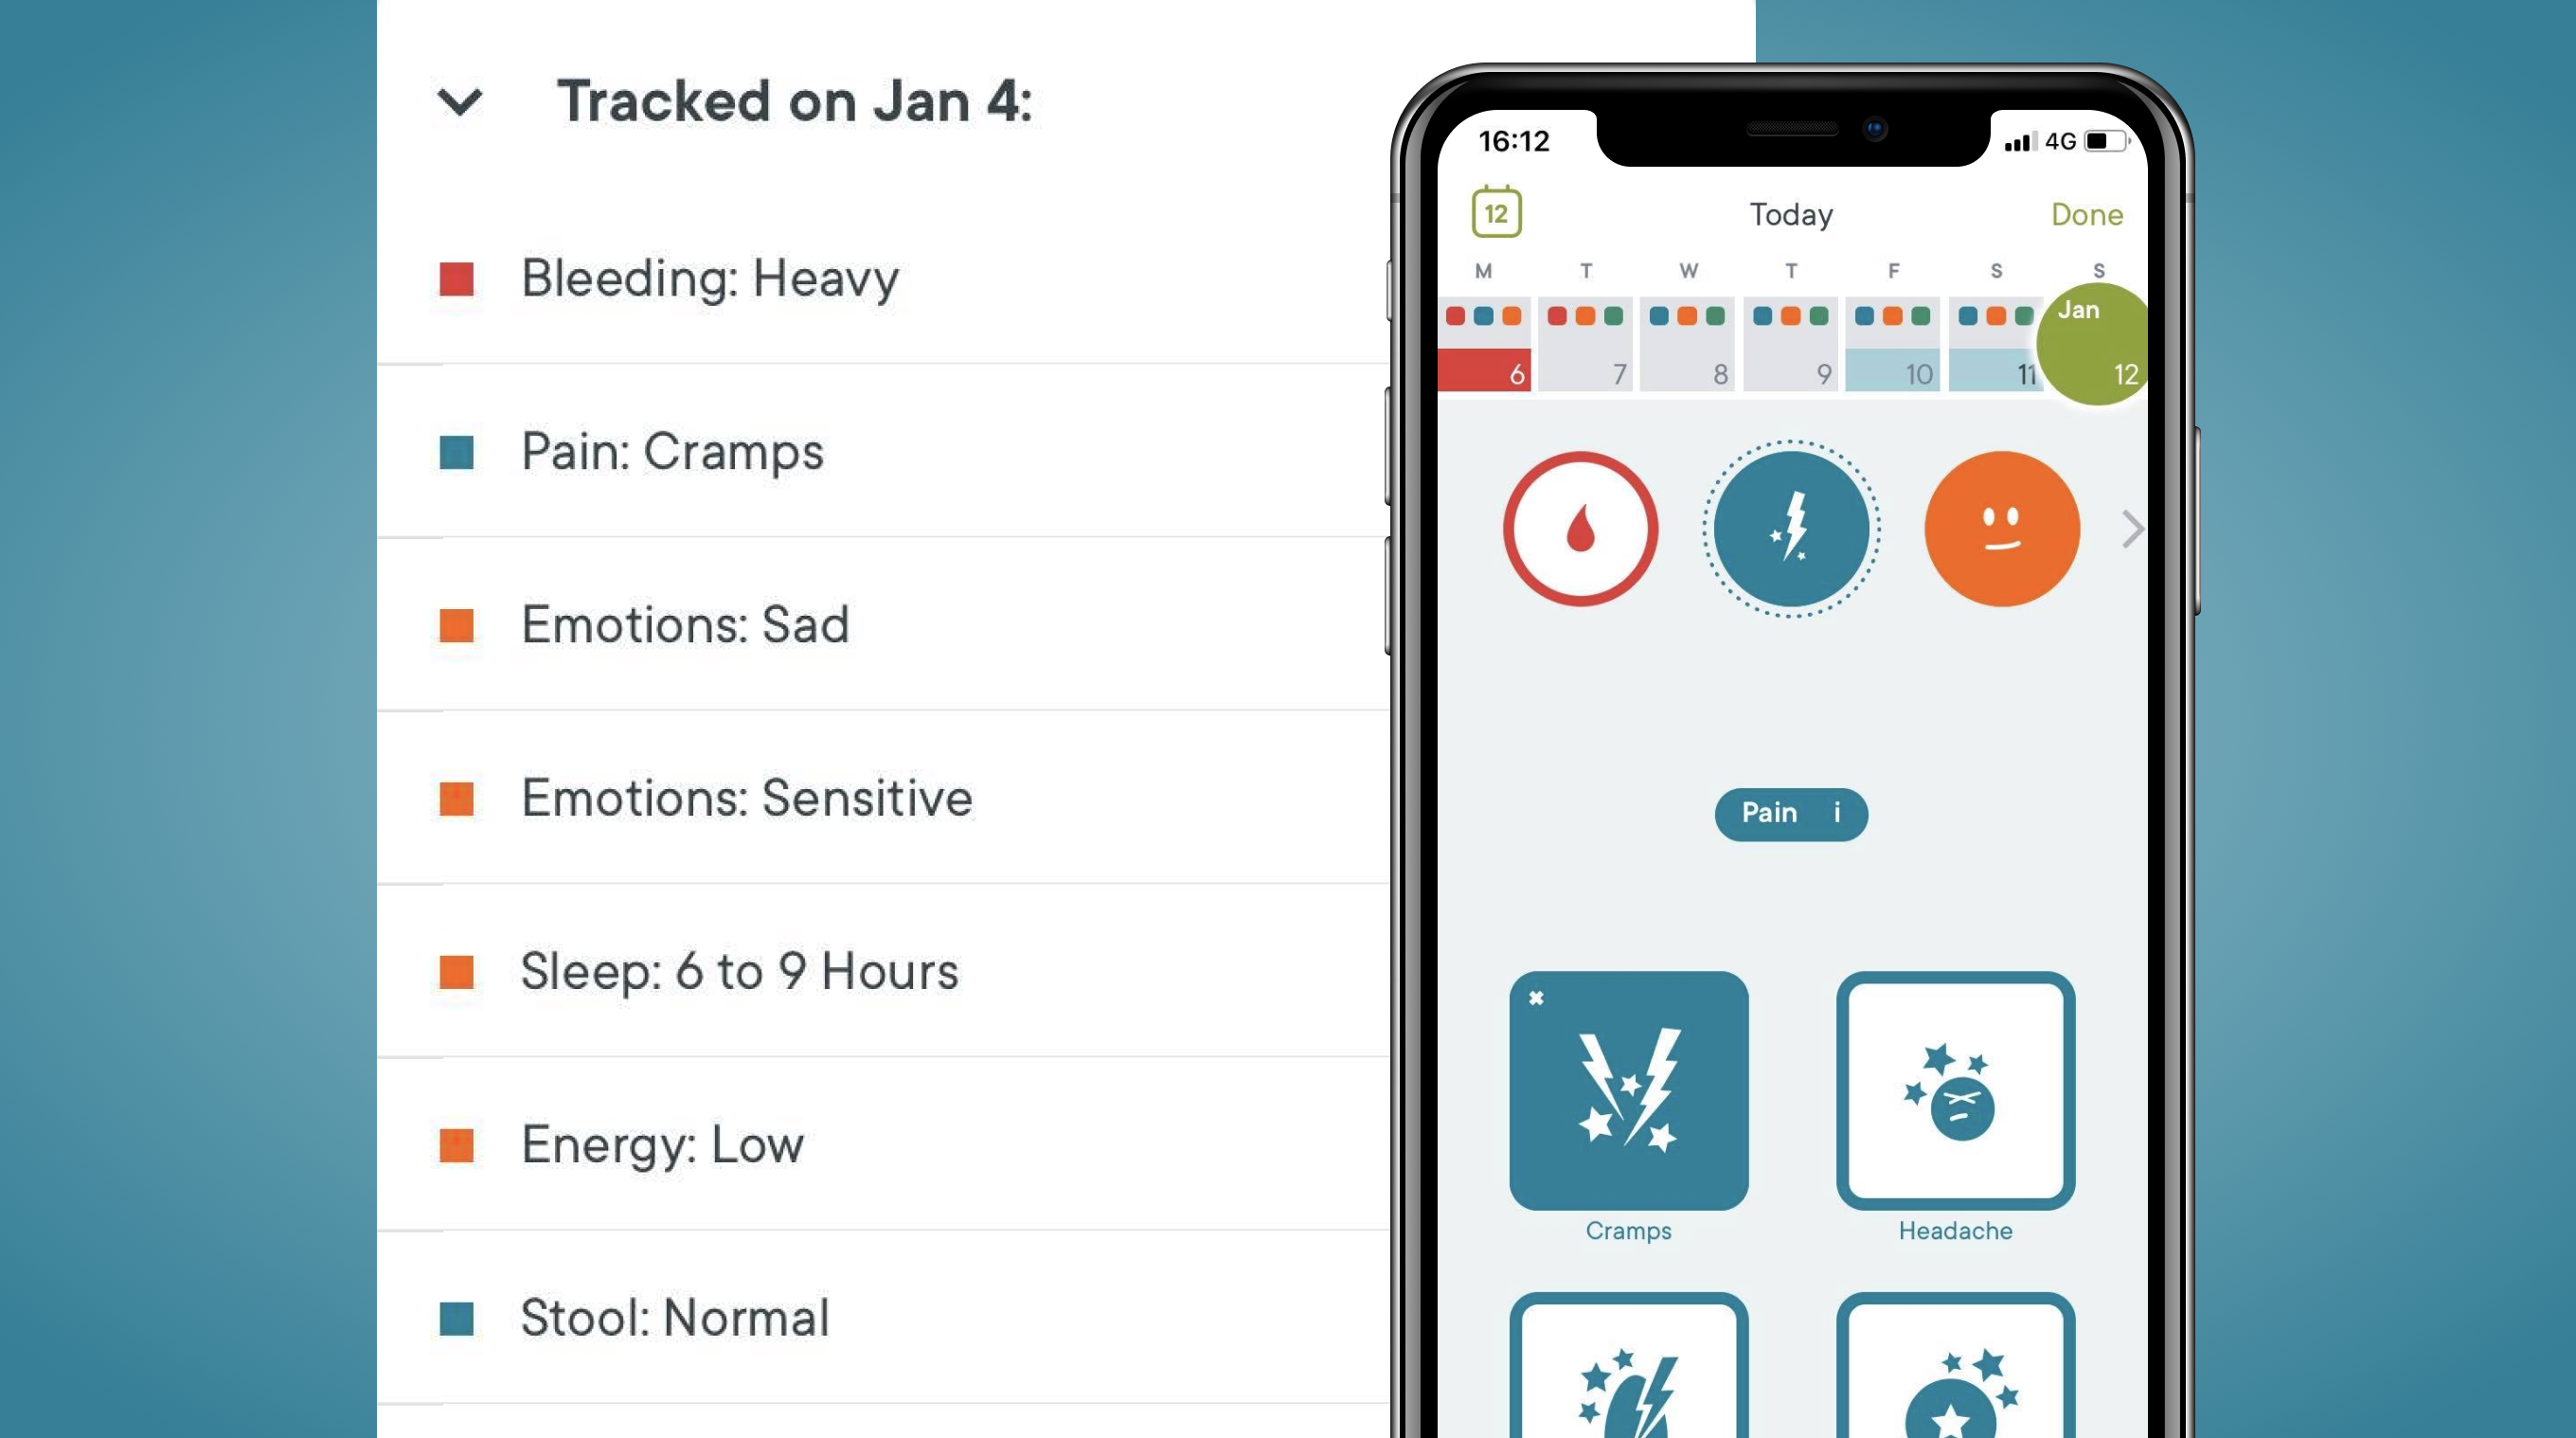 Tracked on Jan 4:
Bleeding: Heavy
Pain: Cramps
Emotions: Sad
Emotions: Sensitive
Sleep: 6 to 9 Hours
Energy: Low
Stool: Normal
16:12 4G
12 Today Done
M T W T F S S
Jan
6 7 8 9 10 11 12
Pain i
Cramps Headache